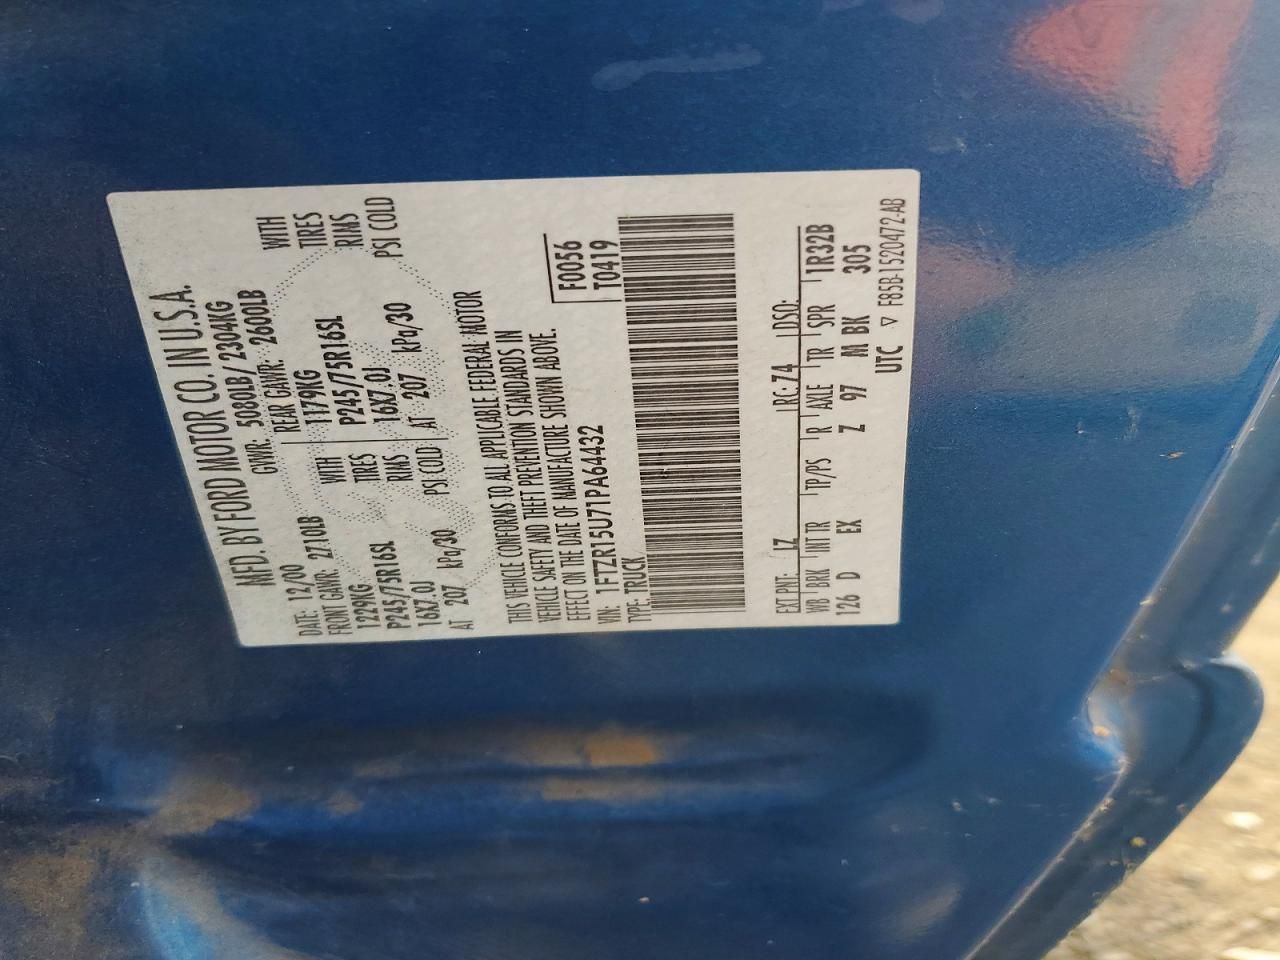 MFD. BY FORD MOTOR CO. IN U.S.A.
DATE: 12/00 GVWR: 5080LB/ 2304KG
FRONT GAWR: 2710LB REAR GAWR: 2600LB
1229KG WITH 1179KG WITH
P245/75R16SL TIRES P245/75R16SL TIRES
16X7.0J RIMS 16X7.0J RIMS
AT 207 kPa/30 PSI COLD AT 207 kPa/30 PSI COLD
THIS VEHICLE CONFORMS TO ALL APPLICABLE FEDERAL MOTOR
VEHICLE SAFETY AND THEFT PREVENTION STANDARDS IN
EFFECT ON THE DATE OF MANUFACTURE SHOWN ABOVE.
VIN: 1FTZR15U71PA64432 F0056
TYPE: TRUCK T0419
EXT PNT: LZ RC: 74 DSO:
WB BRK INT TR TP/PS R AXLE TR SPR 1R32B
126 D EX Z 97 M BK 305
UTC ▽ F85B-1520472-AB